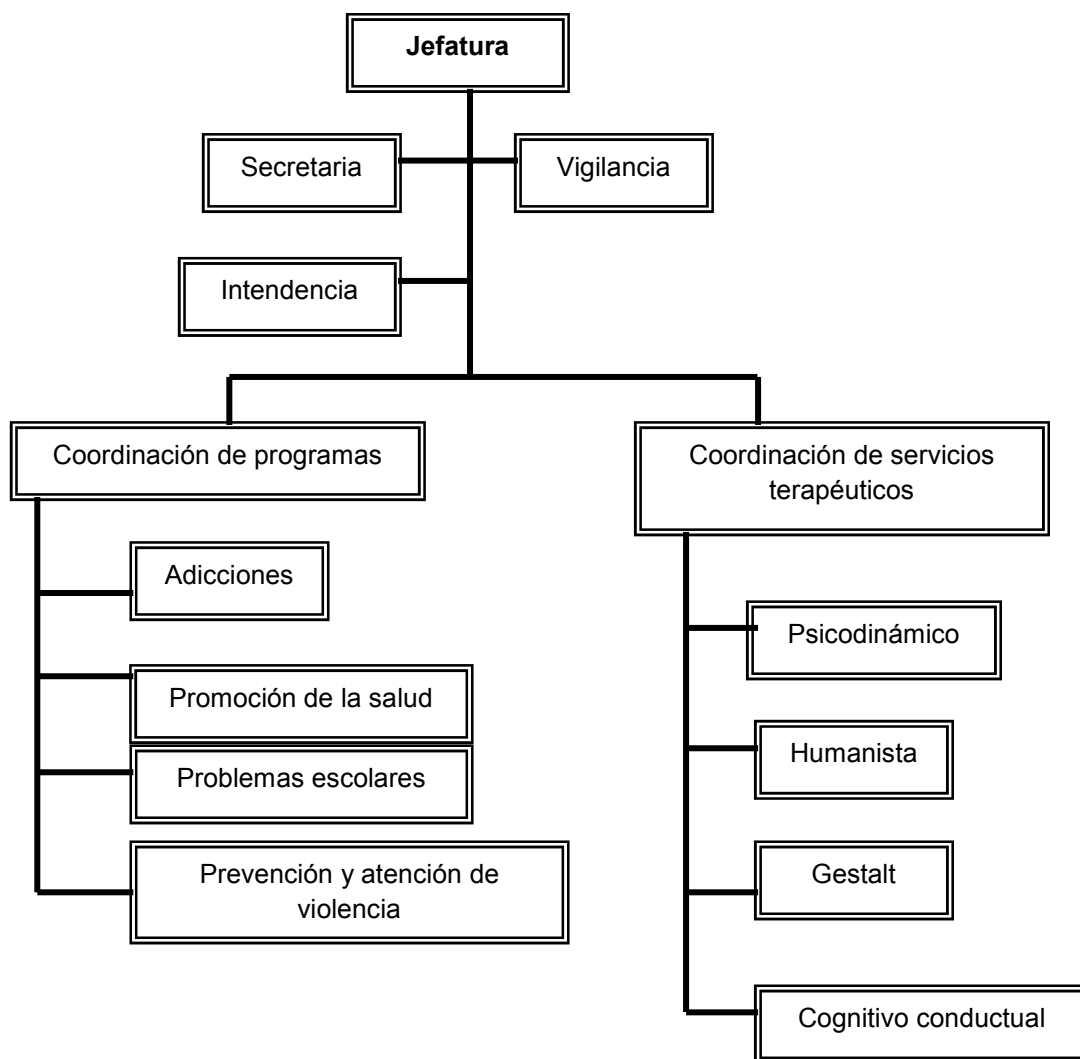 Jefatura
Secretaria
Vigilancia
Intendencia
Coordinación de programas
Adicciones
Promoción de la salud
Problemas escolares
Prevención y atención de
violencia
Coordinación de servicios
terapéuticos
Psicodinámico
Humanista
Gestalt
Cognitivo conductual